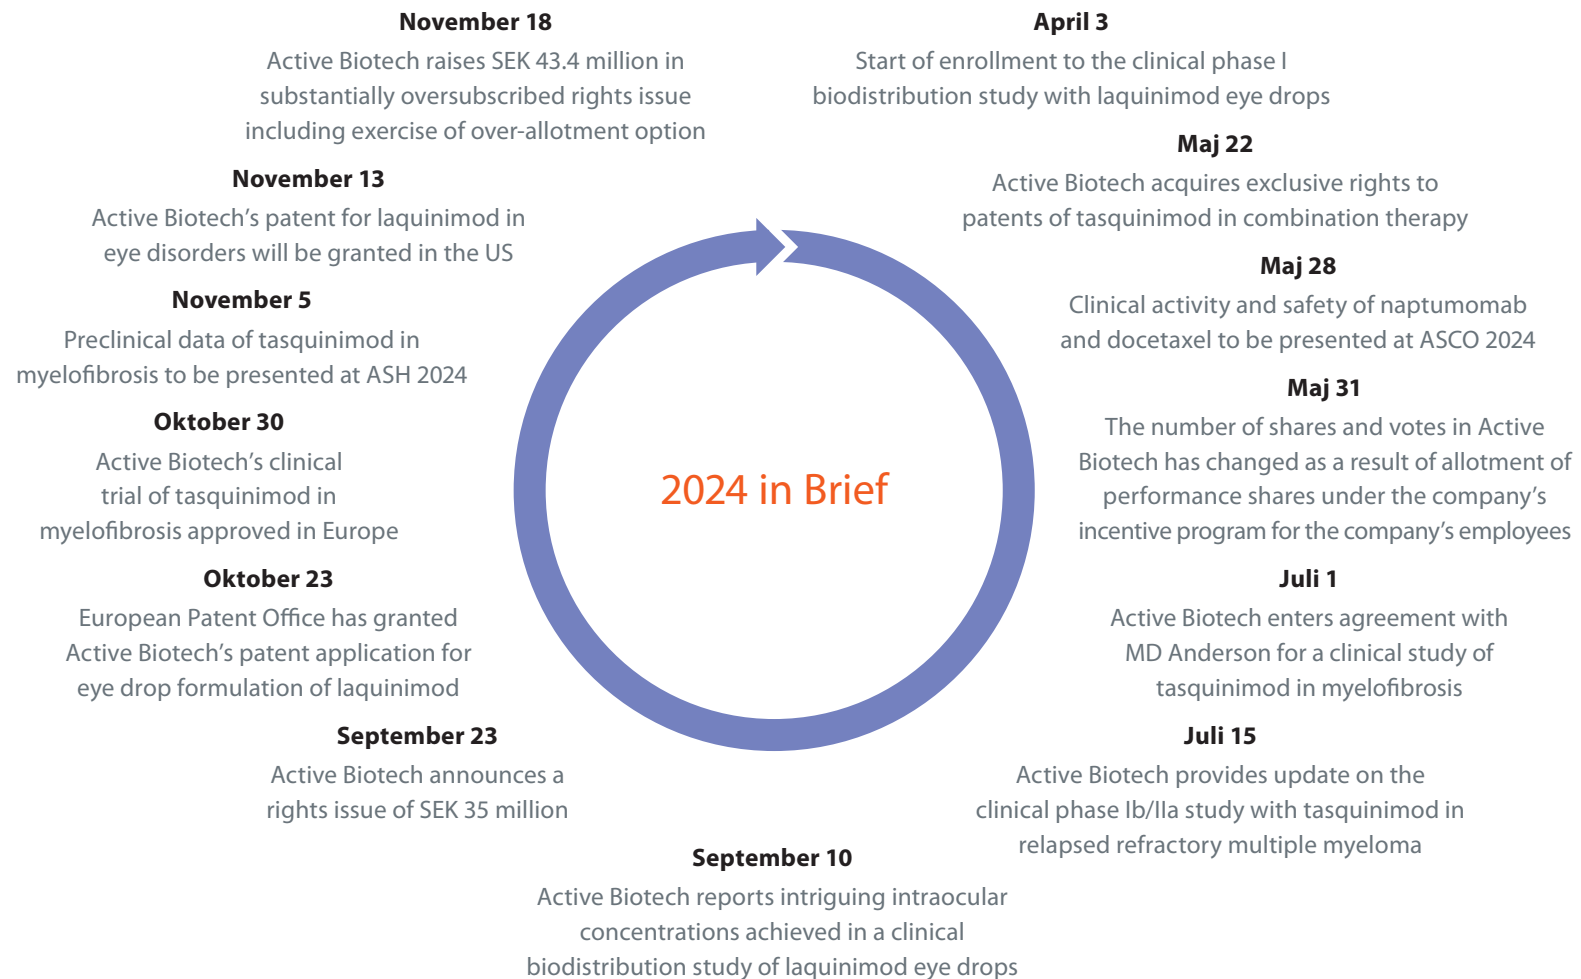 April 3
Start of enrollment to the clinical phase I
biodistribution study with laquinimod eye drops
Maj 22
Active Biotech acquires exclusive rights to
patents of tasquinimod in combination therapy
Maj 28
Clinical activity and safety of naptumomab
and docetaxel to be presented at ASCO 2024
Maj 31
The number of shares and votes in Active
Biotech has changed as a result of allotment of
performance shares under the company’s
incentive program for the company’s employees
Juli 1
Active Biotech enters agreement with
MD Anderson for a clinical study of
tasquinimod in myelofibrosis
Juli 15
Active Biotech provides update on the
clinical phase Ib/IIa study with tasquinimod in
relapsed refractory multiple myeloma
September 10
Active Biotech reports intriguing intraocular
concentrations achieved in a clinical
biodistribution study of laquinimod eye drops
September 23
Active Biotech announces a
rights issue of SEK 35 million
Oktober 23
European Patent Office has granted
Active Biotech’s patent application for
eye drop formulation of laquinimod
Oktober 30
Active Biotech’s clinical
trial of tasquinimod in
myelofibrosis approved in Europe
November 5
Preclinical data of tasquinimod in
myelofibrosis to be presented at ASH 2024
November 13
Active Biotech’s patent for laquinimod in
eye disorders will be granted in the US
November 18
Active Biotech raises SEK 43.4 million in
substantially oversubscribed rights issue
including exercise of over-allotment option
2024 in Brief